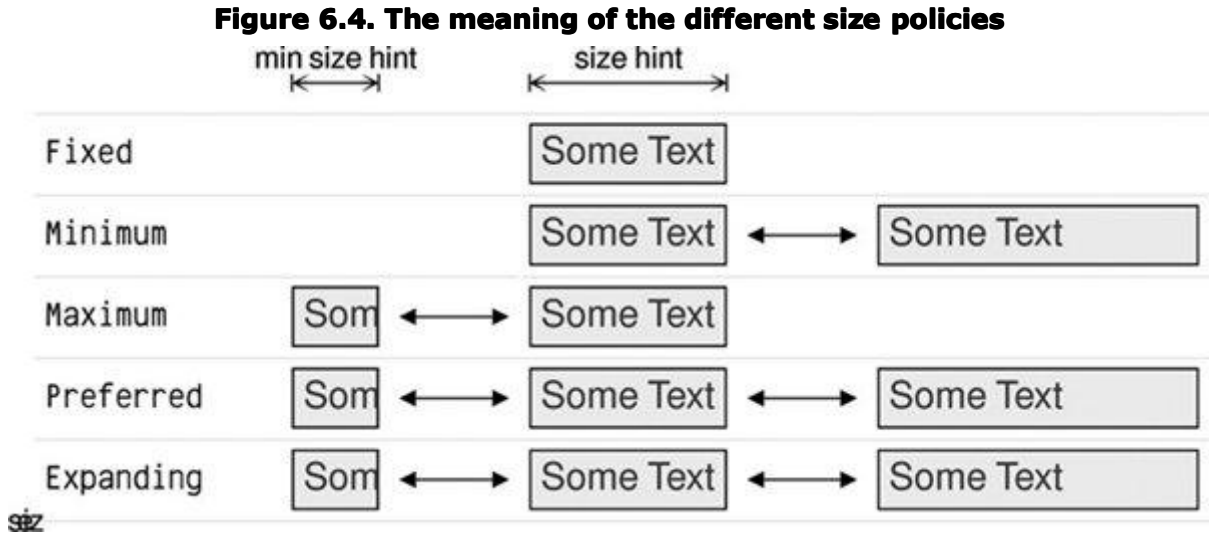 Figure 6.4. The meaning of the different size policies
min size hint size hint
Fixed Some Text
Minimum Some Text Some Text
Maximum Som Some Text
Preferred Som Some Text Some Text
Expanding Som Some Text Some Text